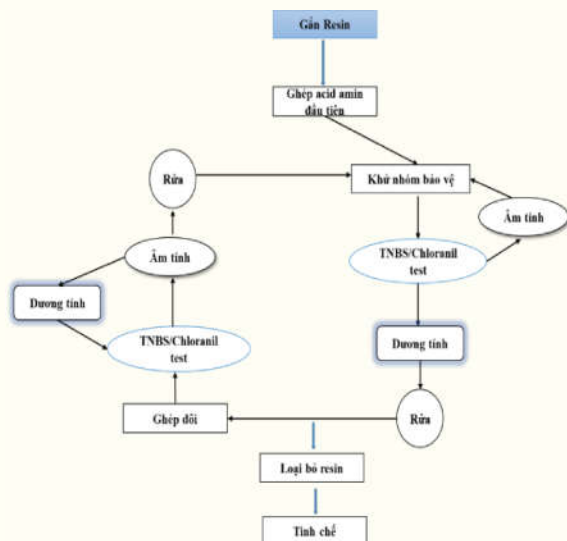 Gắn Resin
Ghép acid amin
đầu tiên
Rửa
Khử nhóm bảo vệ
Âm tính
Âm tính
TNBS/Chloranil
test
Dương tính
TNBS/Chloranil
test
Dương tính
Ghép đôi
Rửa
Loại bỏ resin
Tinh chế